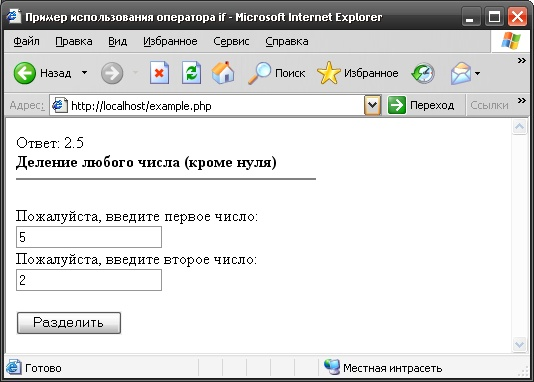 Пример использования оператора if - Microsoft Internet Explorer
Файл Правка Вид Избранное Сервис Справка
Назад Поиск Избранное
Адрес: http://localhost/example.php Переход Ссылки
Ответ: 2.5
Деление любого числа (кроме нуля)
Пожалуйста, введите первое число:
5
Пожалуйста, введите второе число:
2
Разделить
Готово Местная интрасеть